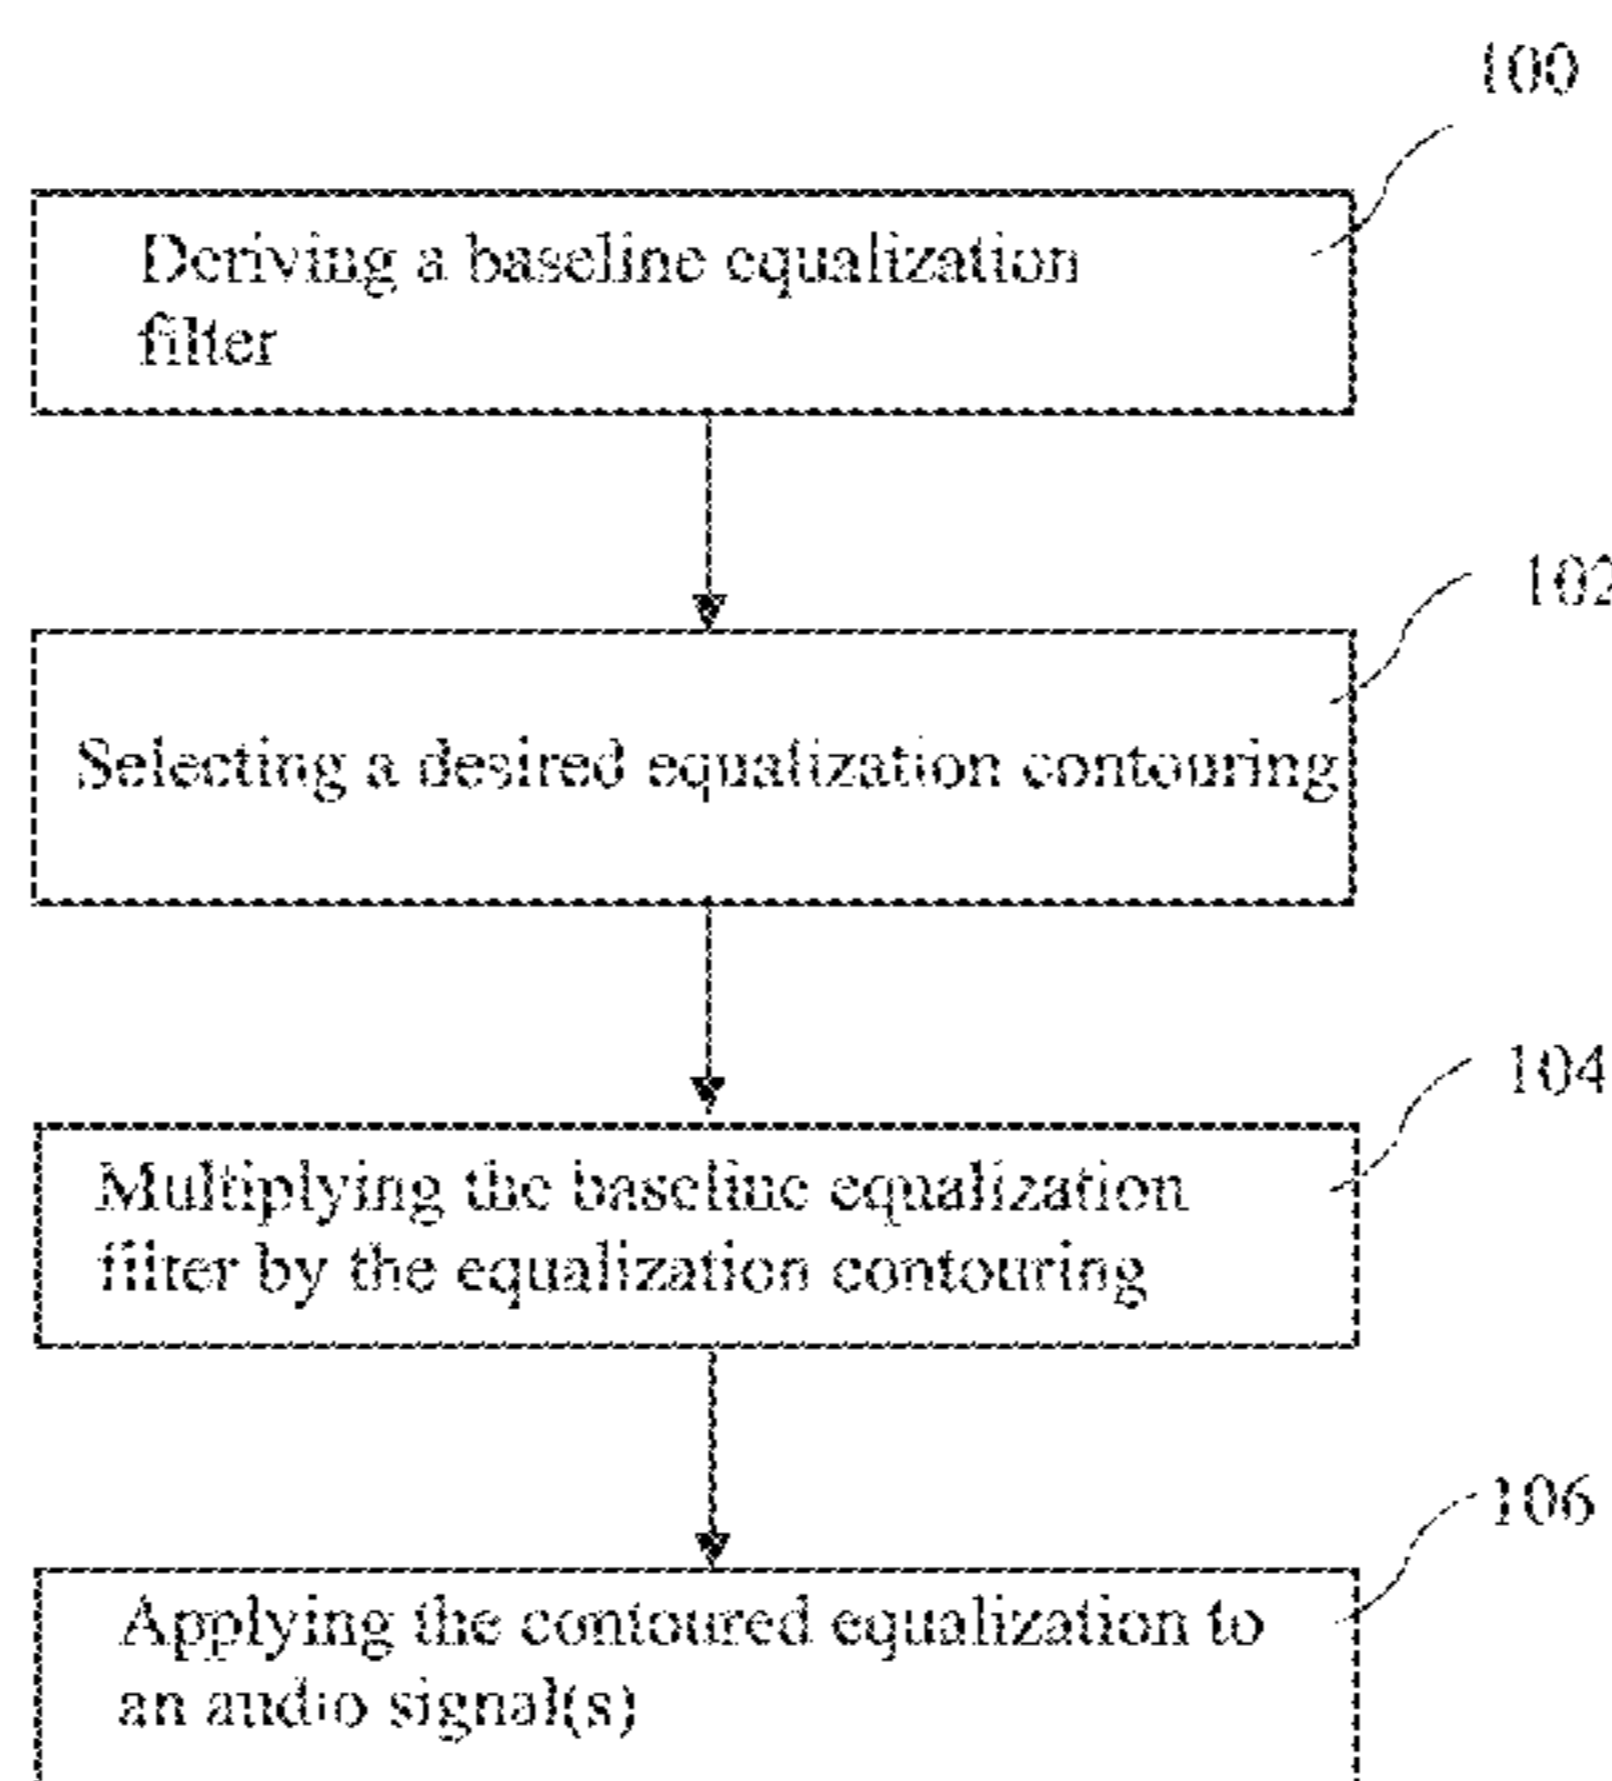 100
Deriving a baseline equalization
filter
102
Selecting a desired equalization contouring
104
Multiplying the baseline equalization
filter by the equalization contouring
106
Applying the contoured equalization to
an audio signal(s)